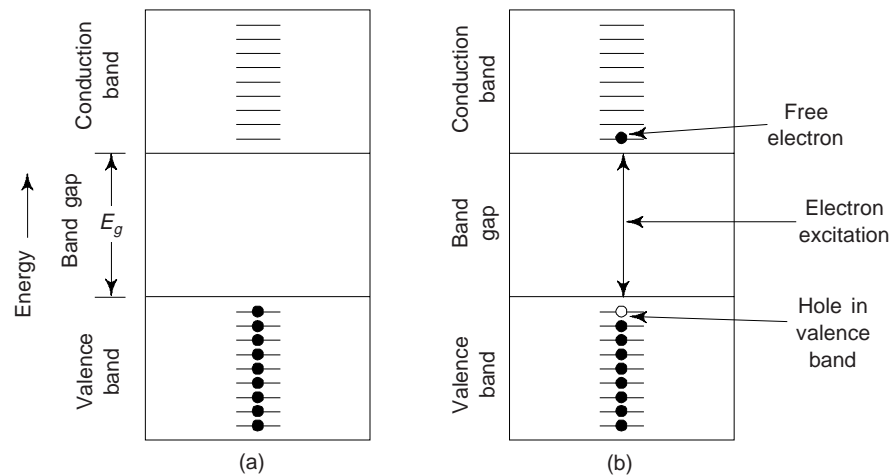 Energy
Conduction
band
Band gap
E_g
Valence
band
(a)
Conduction
band
Band
gap
Valence
band
Free
electron
Electron
excitation
Hole in
valence
band
(b)